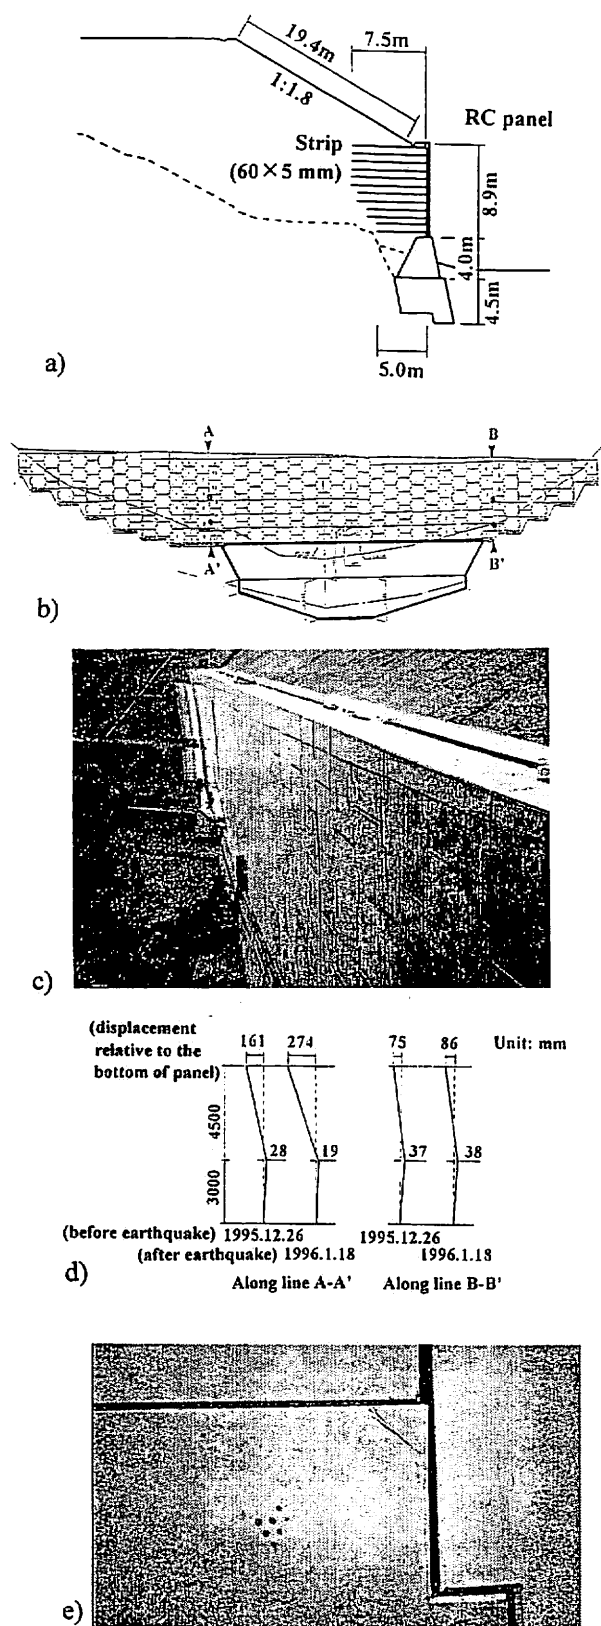 19.4m
7.5m
1:1.8
RC panel
Strip
(60×5 mm)
8.9m
4.0m
4.5m
5.0m
a)
A
B
A'
B'
b)
c)
(displacement
relative to the
bottom of panel)
161
274
75
86
Unit: mm
4500
28
19
37
38
3000
(before earthquake) 1995.12.26
1995.12.26
(after earthquake) 1996.1.18
1996.1.18
d)
Along line A-A'
Along line B-B'
e)